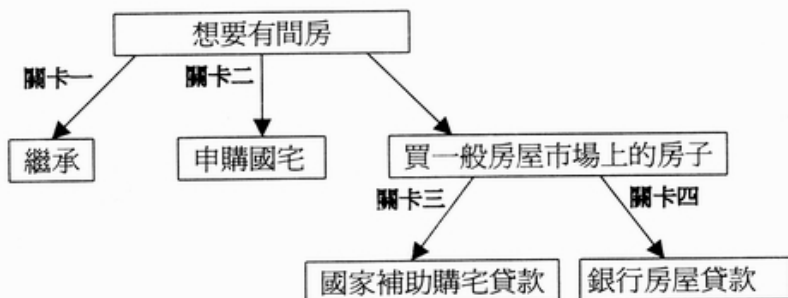 想要有間房
關卡一
關卡二
繼承
申購國宅
買一般房屋市場上的房子
關卡三
關卡四
國家補助購宅貸款
銀行房屋貸款